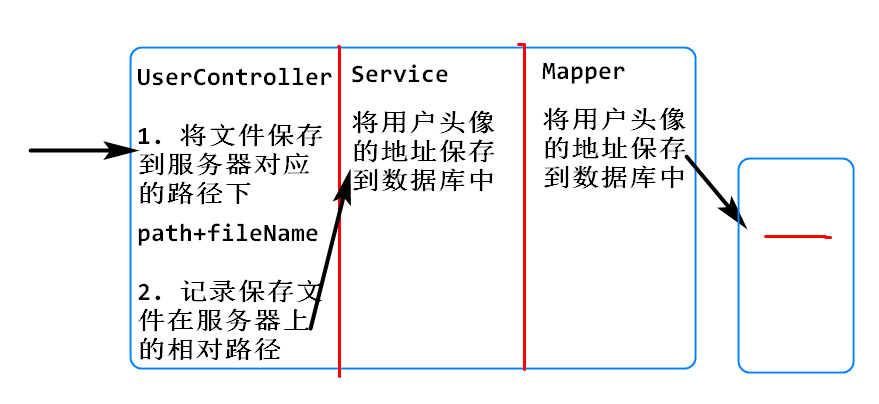 UserController
1. 将文件保存
到服务器对应
的路径下
path+fileName
2. 记录保存文
件在服务器上
的相对路径
Service
将用户头像
的地址保存
到数据库中
Mapper
将用户头像
的地址保存
到数据库中